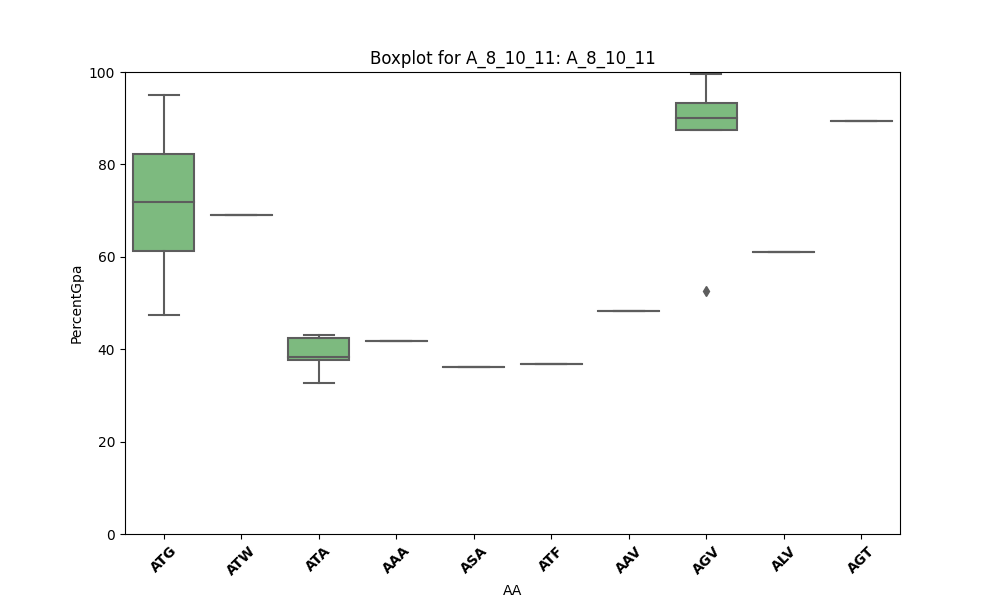 Boxplot for A_8_10_11: A_8_10_11
100
80
60
40
20
0
PercentGpa
ATG ATW ATA AAA ASA ATF AAV AGV ALV AGT
AA